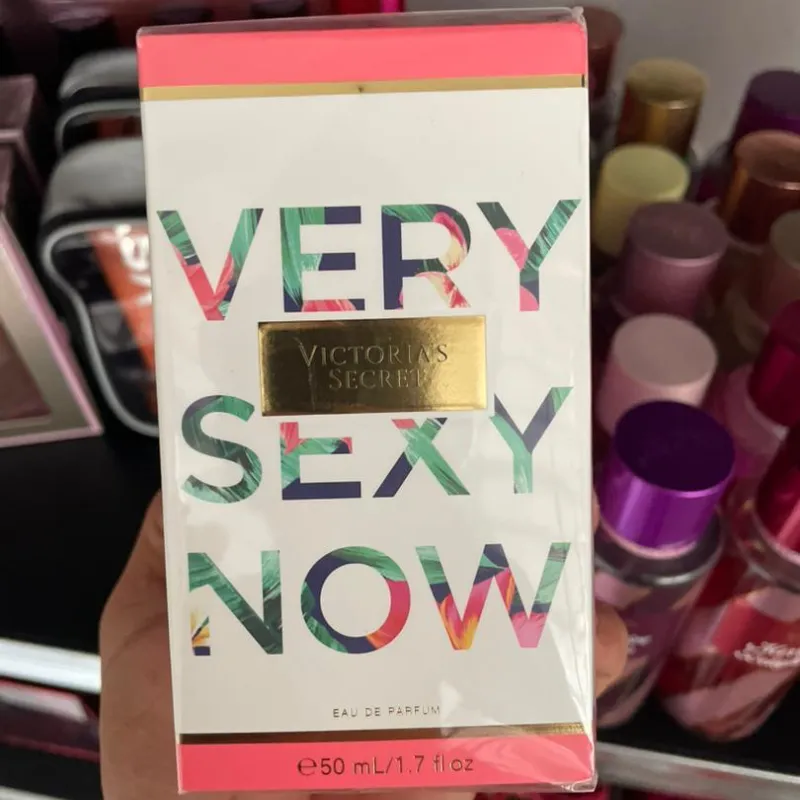 VERY
VICTORIA'S
SECRET
SEXY
NOW
EAU DE PARFUM
℮50 mL/1.7 fl oz